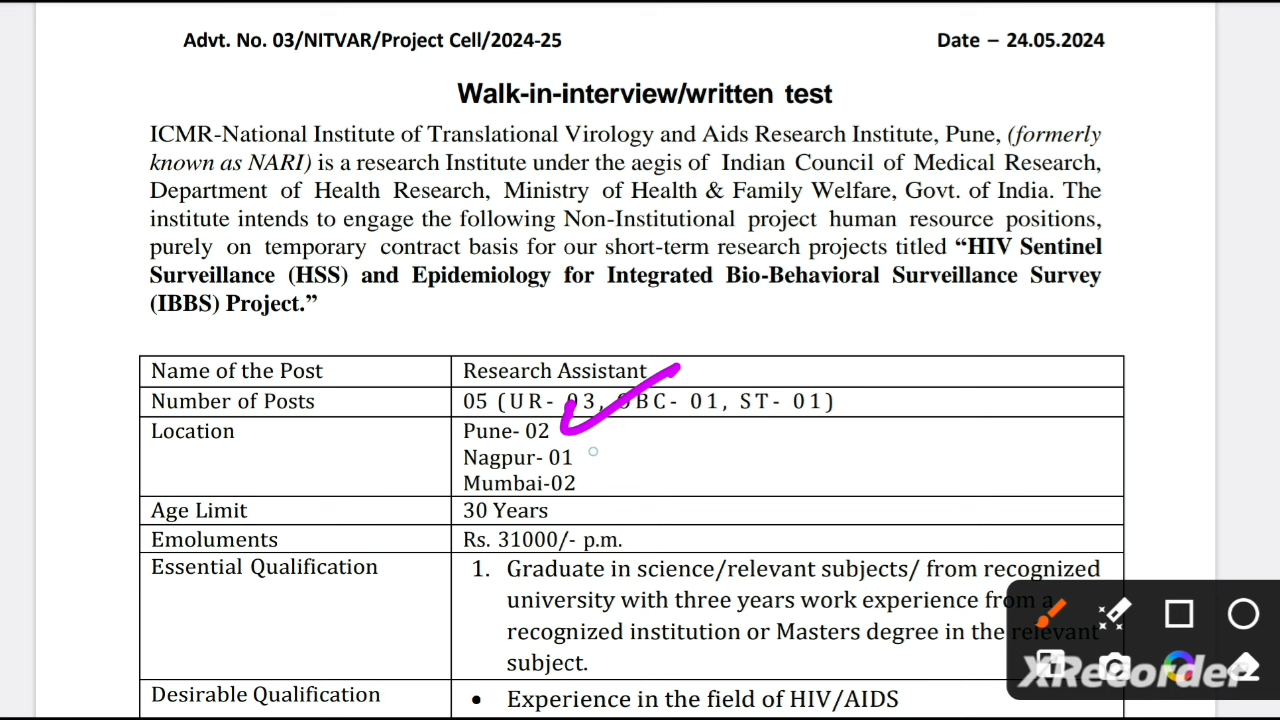 Advt. No. 03/NITVAR/Project Cell/2024-25 Date – 24.05.2024
Walk-in-interview/written test
ICMR-National Institute of Translational Virology and Aids Research Institute, Pune, (formerly
known as NARI) is a research Institute under the aegis of Indian Council of Medical Research,
Department of Health Research, Ministry of Health & Family Welfare, Govt. of India. The
institute intends to engage the following Non-Institutional project human resource positions,
purely on temporary contract basis for our short-term research projects titled “HIV Sentinel
Surveillance (HSS) and Epidemiology for Integrated Bio-Behavioral Surveillance Survey
(IBBS) Project.”
Name of the Post Research Assistant
Number of Posts 05 (UR- 03, OBC- 01, ST- 01)
Location Pune- 02
Nagpur- 01
Mumbai-02
Age Limit 30 Years
Emoluments Rs. 31000/- p.m.
Essential Qualification 1. Graduate in science/relevant subjects/ from recognized
university with three years work experience from a
recognized institution or Masters degree in the relevant
subject.
Desirable Qualification • Experience in the field of HIV/AIDS
XRecorder